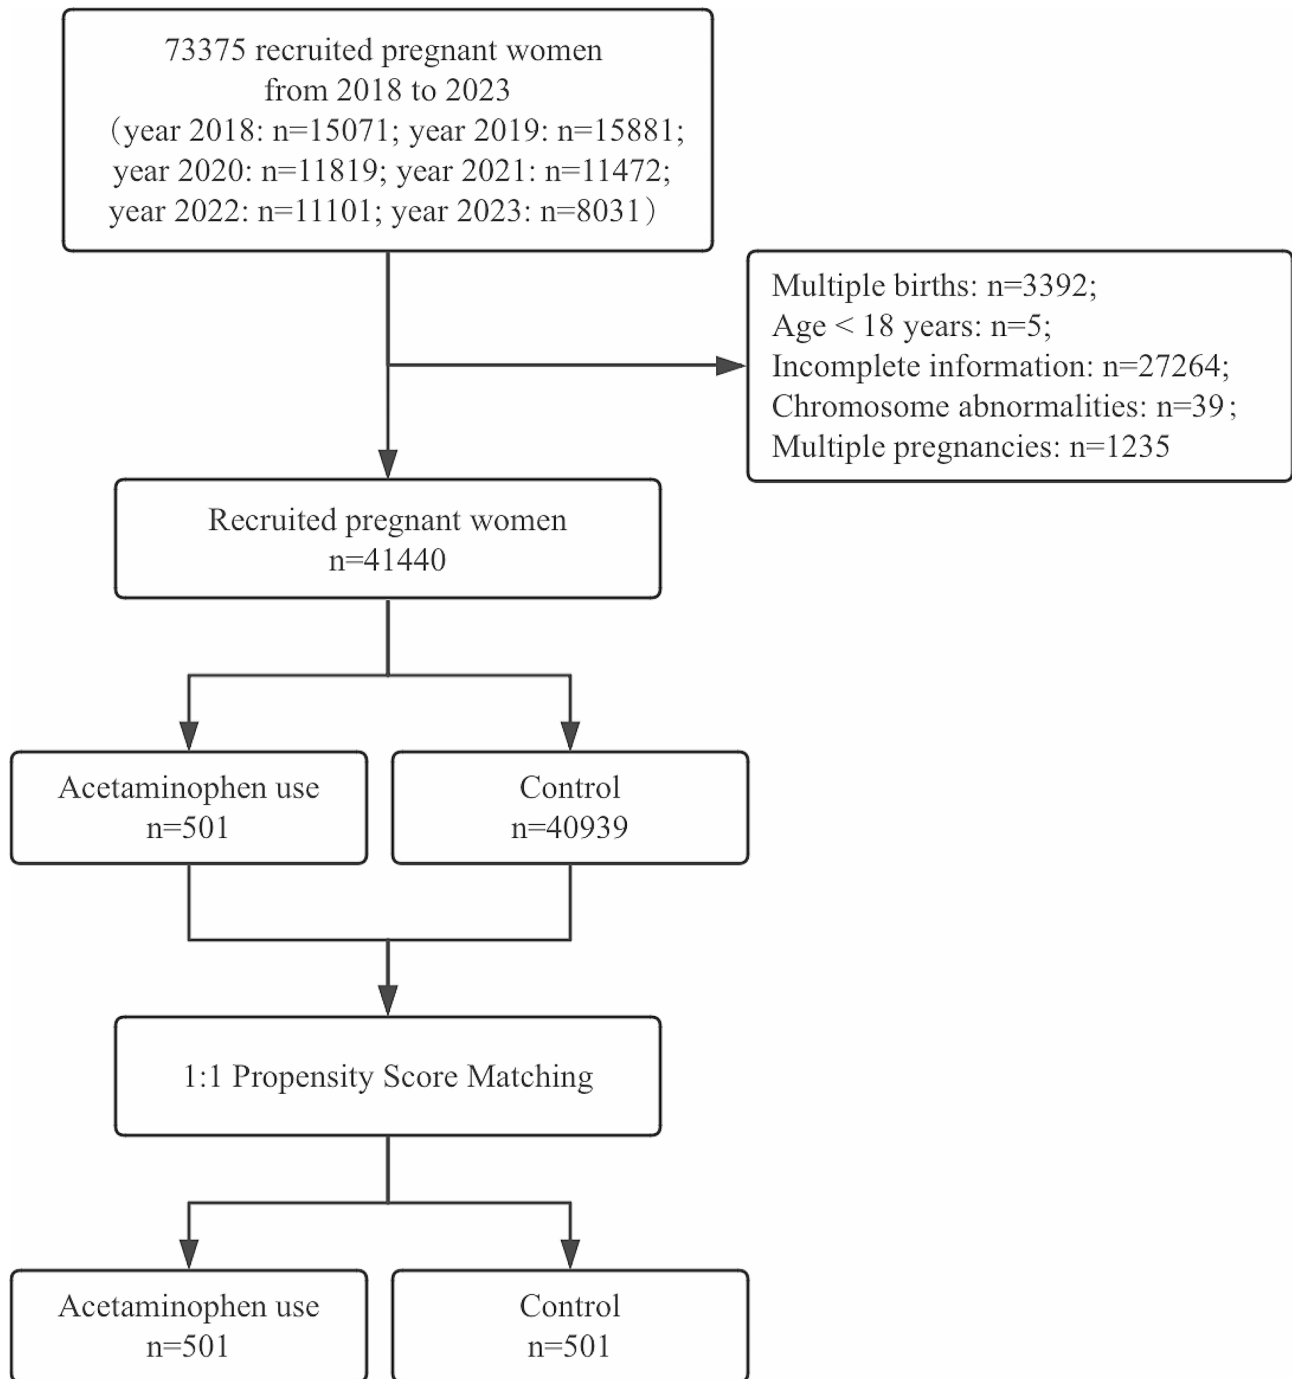 73375 recruited pregnant women
from 2018 to 2023
（year 2018: n=15071; year 2019: n=15881;
year 2020: n=11819; year 2021: n=11472;
year 2022: n=11101; year 2023: n=8031）
Multiple births: n=3392;
Age < 18 years: n=5;
Incomplete information: n=27264;
Chromosome abnormalities: n=39;
Multiple pregnancies: n=1235
Recruited pregnant women
n=41440
Acetaminophen use
n=501
Control
n=40939
1:1 Propensity Score Matching
Acetaminophen use
n=501
Control
n=501